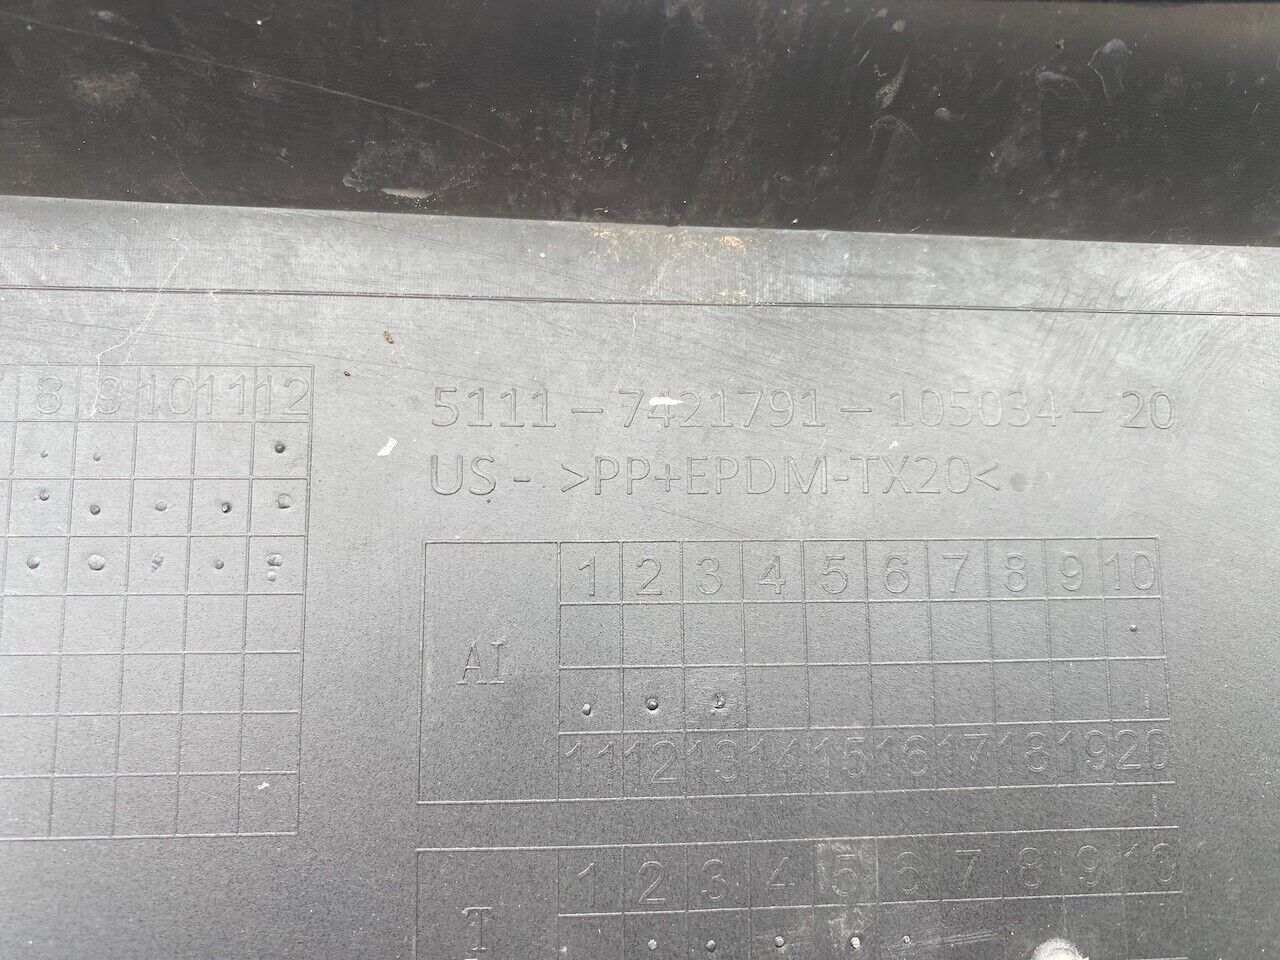 8 9 10 11 12
5111-7421791-105034-20
US- >PP+EPDM-TX20<
AI
1 2 3 4 5 6 7 8 9 10
11 12 13 14 15 16 17 18 19 20
T
1 2 3 4 5 6 7 8 9 10